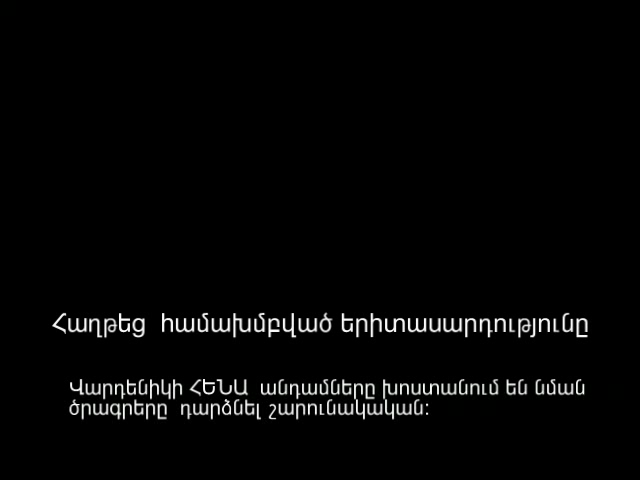 Հաղթեց համախմբված երիտասարդությունը
Վարդենիկի ՀԵՆԱ անդամները խոստանում են նման
ծրագրերը դարձնել շարունակական: